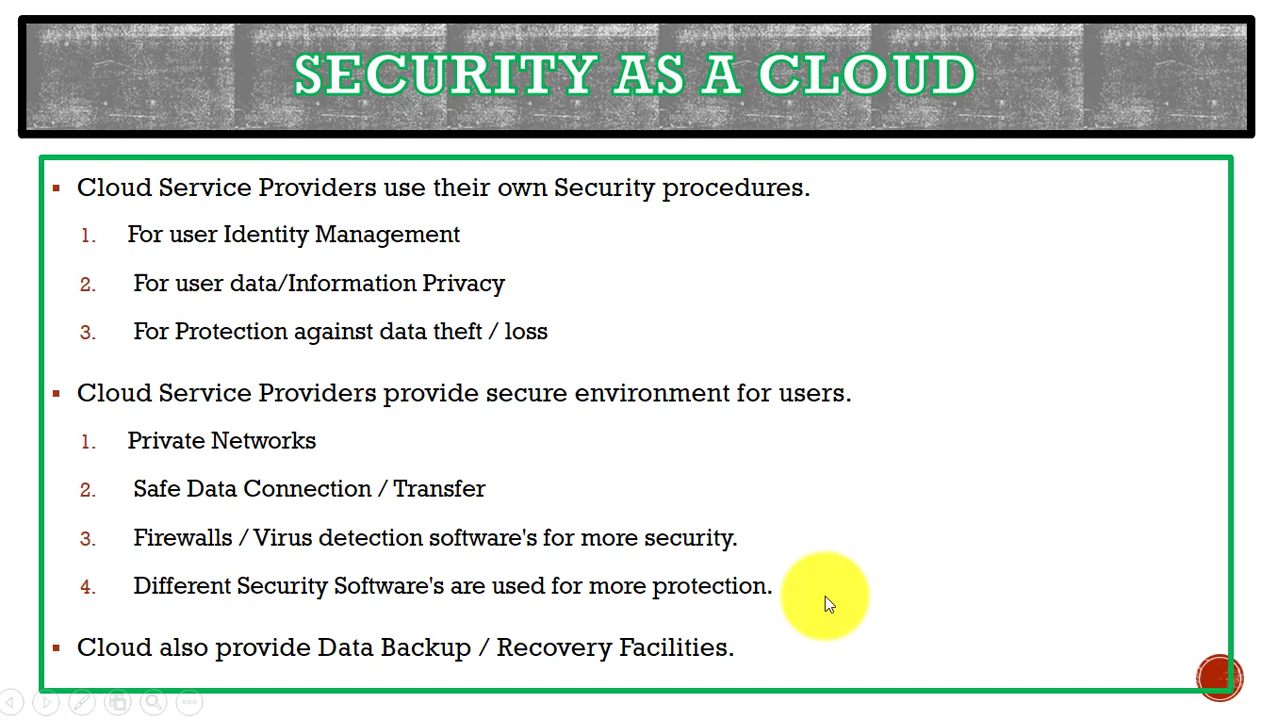 SECURITY AS A CLOUD
▪ Cloud Service Providers use their own Security procedures.
1. For user Identity Management
2. For user data/Information Privacy
3. For Protection against data theft / loss
▪ Cloud Service Providers provide secure environment for users.
1. Private Networks
2. Safe Data Connection / Transfer
3. Firewalls / Virus detection software's for more security.
4. Different Security Software's are used for more protection.
▪ Cloud also provide Data Backup / Recovery Facilities.